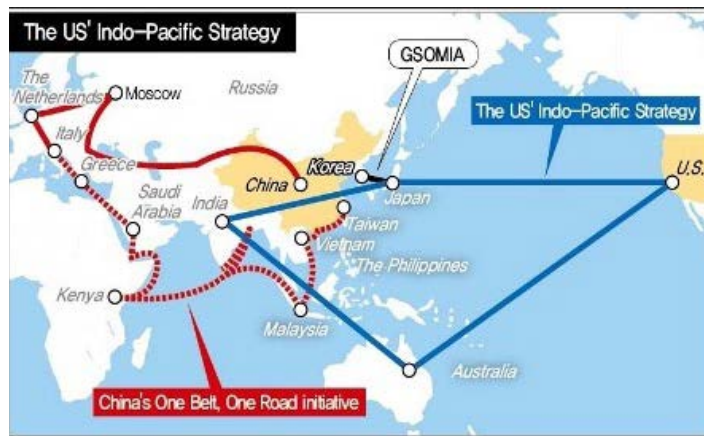 The US' Indo-Pacific Strategy
GSOMIA
The
Netherlands
Moscow
Russia
The US' Indo-Pacific Strategy
Italy
Greece
Korea
China
Japan
U.S.
Saudi
Arabia
India
Taiwan
Vietnam
The Philippines
Kenya
Malaysia
Australia
China's One Belt, One Road initiative